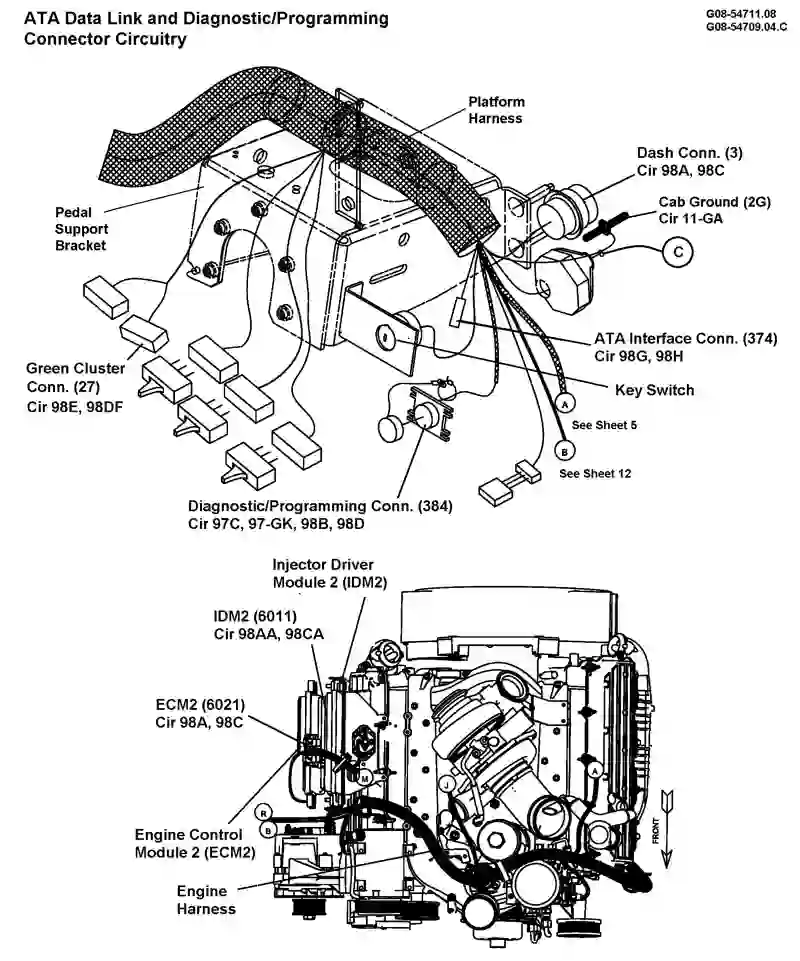 ATA Data Link and Diagnostic/Programming
Connector Circuitry
G08-54711.08
G08-54709.04.C
Platform
Harness
Dash Conn. (3)
Cir 98A, 98C
Cab Ground (2G)
Cir 11-GA
C
Pedal
Support
Bracket
ATA Interface Conn. (374)
Cir 98G, 98H
Green Cluster
Conn. (27)
Cir 98E, 98DF
Key Switch
A
See Sheet 5
B
See Sheet 12
Diagnostic/Programming Conn. (384)
Cir 97C, 97-GK, 98B, 98D
Injector Driver
Module 2 (IDM2)
IDM2 (6011)
Cir 98AA, 98CA
ECM2 (6021)
Cir 98A, 98C
M
J
A
R
B
FRONT
Engine Control
Module 2 (ECM2)
Engine
Harness